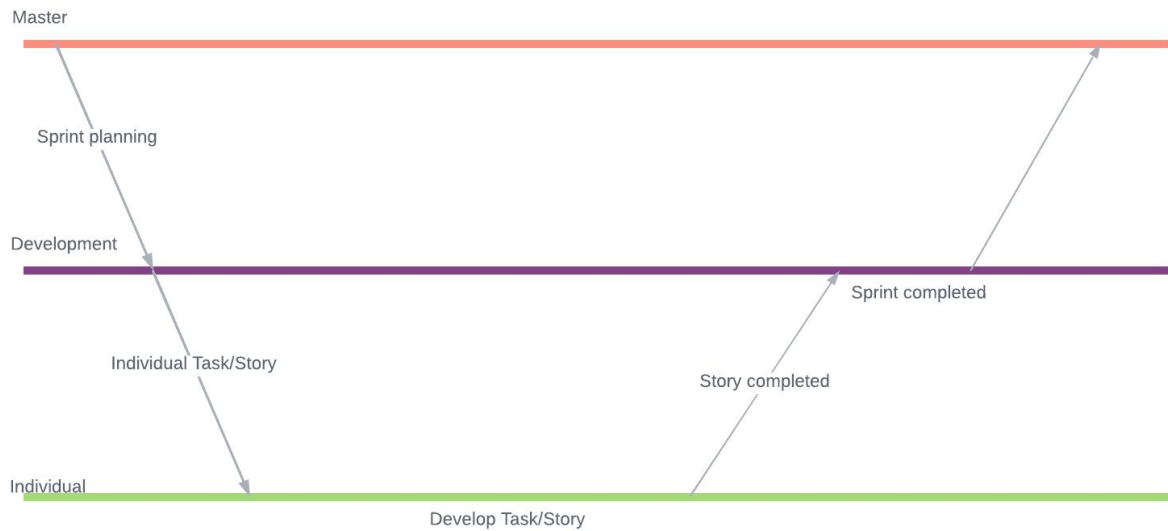 Master
Sprint planning
Development
Sprint completed
Individual Task/Story
Story completed
Individual
Develop Task/Story